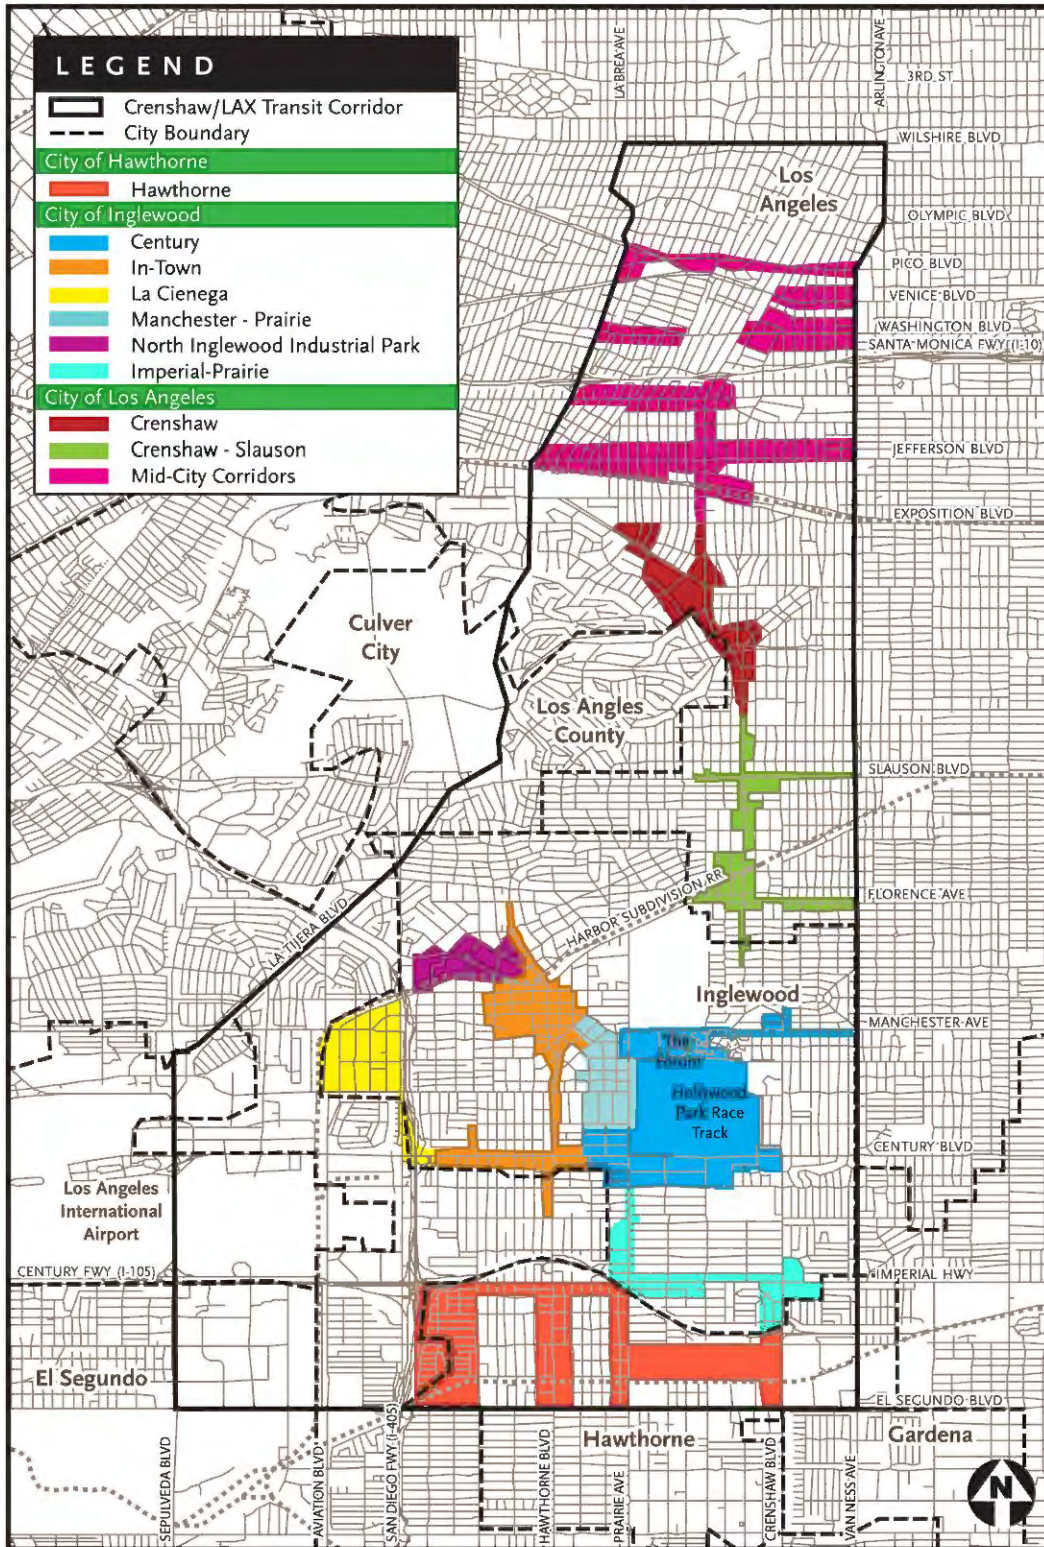 LEGEND
Crenshaw/LAX Transit Corridor
City Boundary
City of Hawthorne
Hawthorne
City of Inglewood
Century
In-Town
La Cienega
Manchester - Prairie
North Inglewood Industrial Park
Imperial-Prairie
City of Los Angeles
Crenshaw
Crenshaw - Slauson
Mid-City Corridors
LA BREA AVE
ARLINGTON AVE
3RD ST
WILSHIRE BLVD
Los
Angeles
OLYMPIC BLVD
PICO BLVD
VENICE BLVD
WASHINGTON BLVD
SANTA MONICA FWY (I-10)
JEFFERSON BLVD
EXPOSITION BLVD
Culver
City
Los Angles
County
SLAUSON BLVD
FLORENCE AVE
HARBOR SUBDIVISION RR
LA TIJERA BLVD
Inglewood
MANCHESTER AVE
The
Forum
Hollywood
Park Race
Track
CENTURY BLVD
Los Angeles
International
Airport
CENTURY FWY (I-105)
IMPERIAL HWY
El Segundo
EL SEGUNDO BLVD
Hawthorne
Gardena
SEPULVEDA BLVD
AVIATION BLVD
SAN DIEGO FWY (I-405)
HAWTHORNE BLVD
PRAIRIE AVE
CRENSHAW BLVD
VAN NESS AVE
N